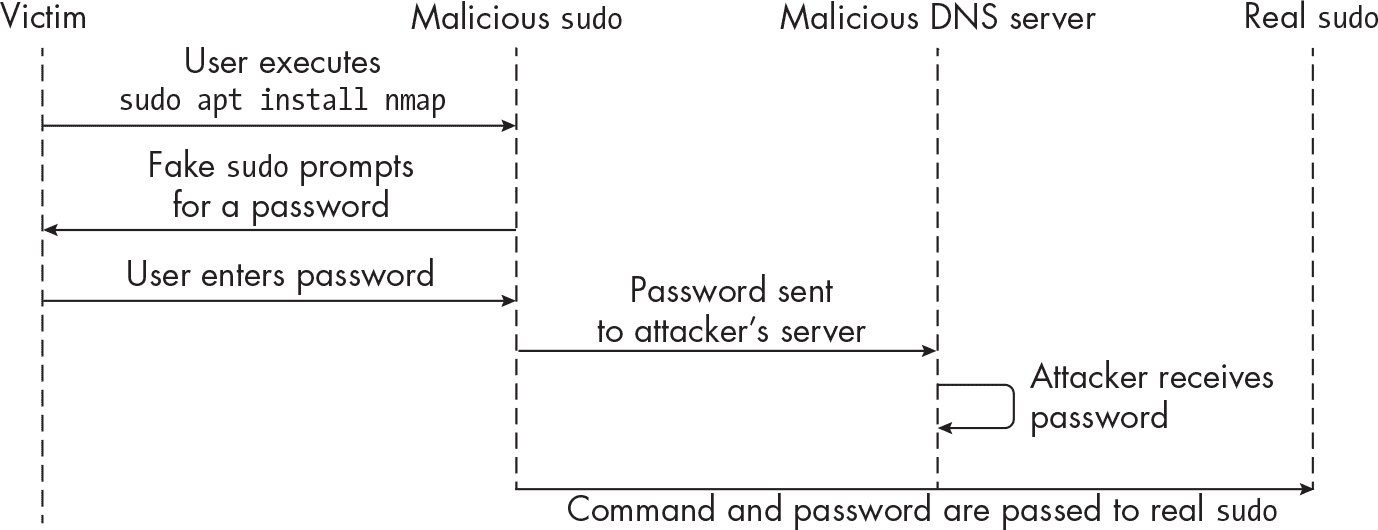 Victim
Malicious sudo
Malicious DNS server
Real sudo
User executes
sudo apt install nmap
Fake sudo prompts
for a password
User enters password
Password sent
to attacker’s server
Attacker receives
password
Command and password are passed to real sudo